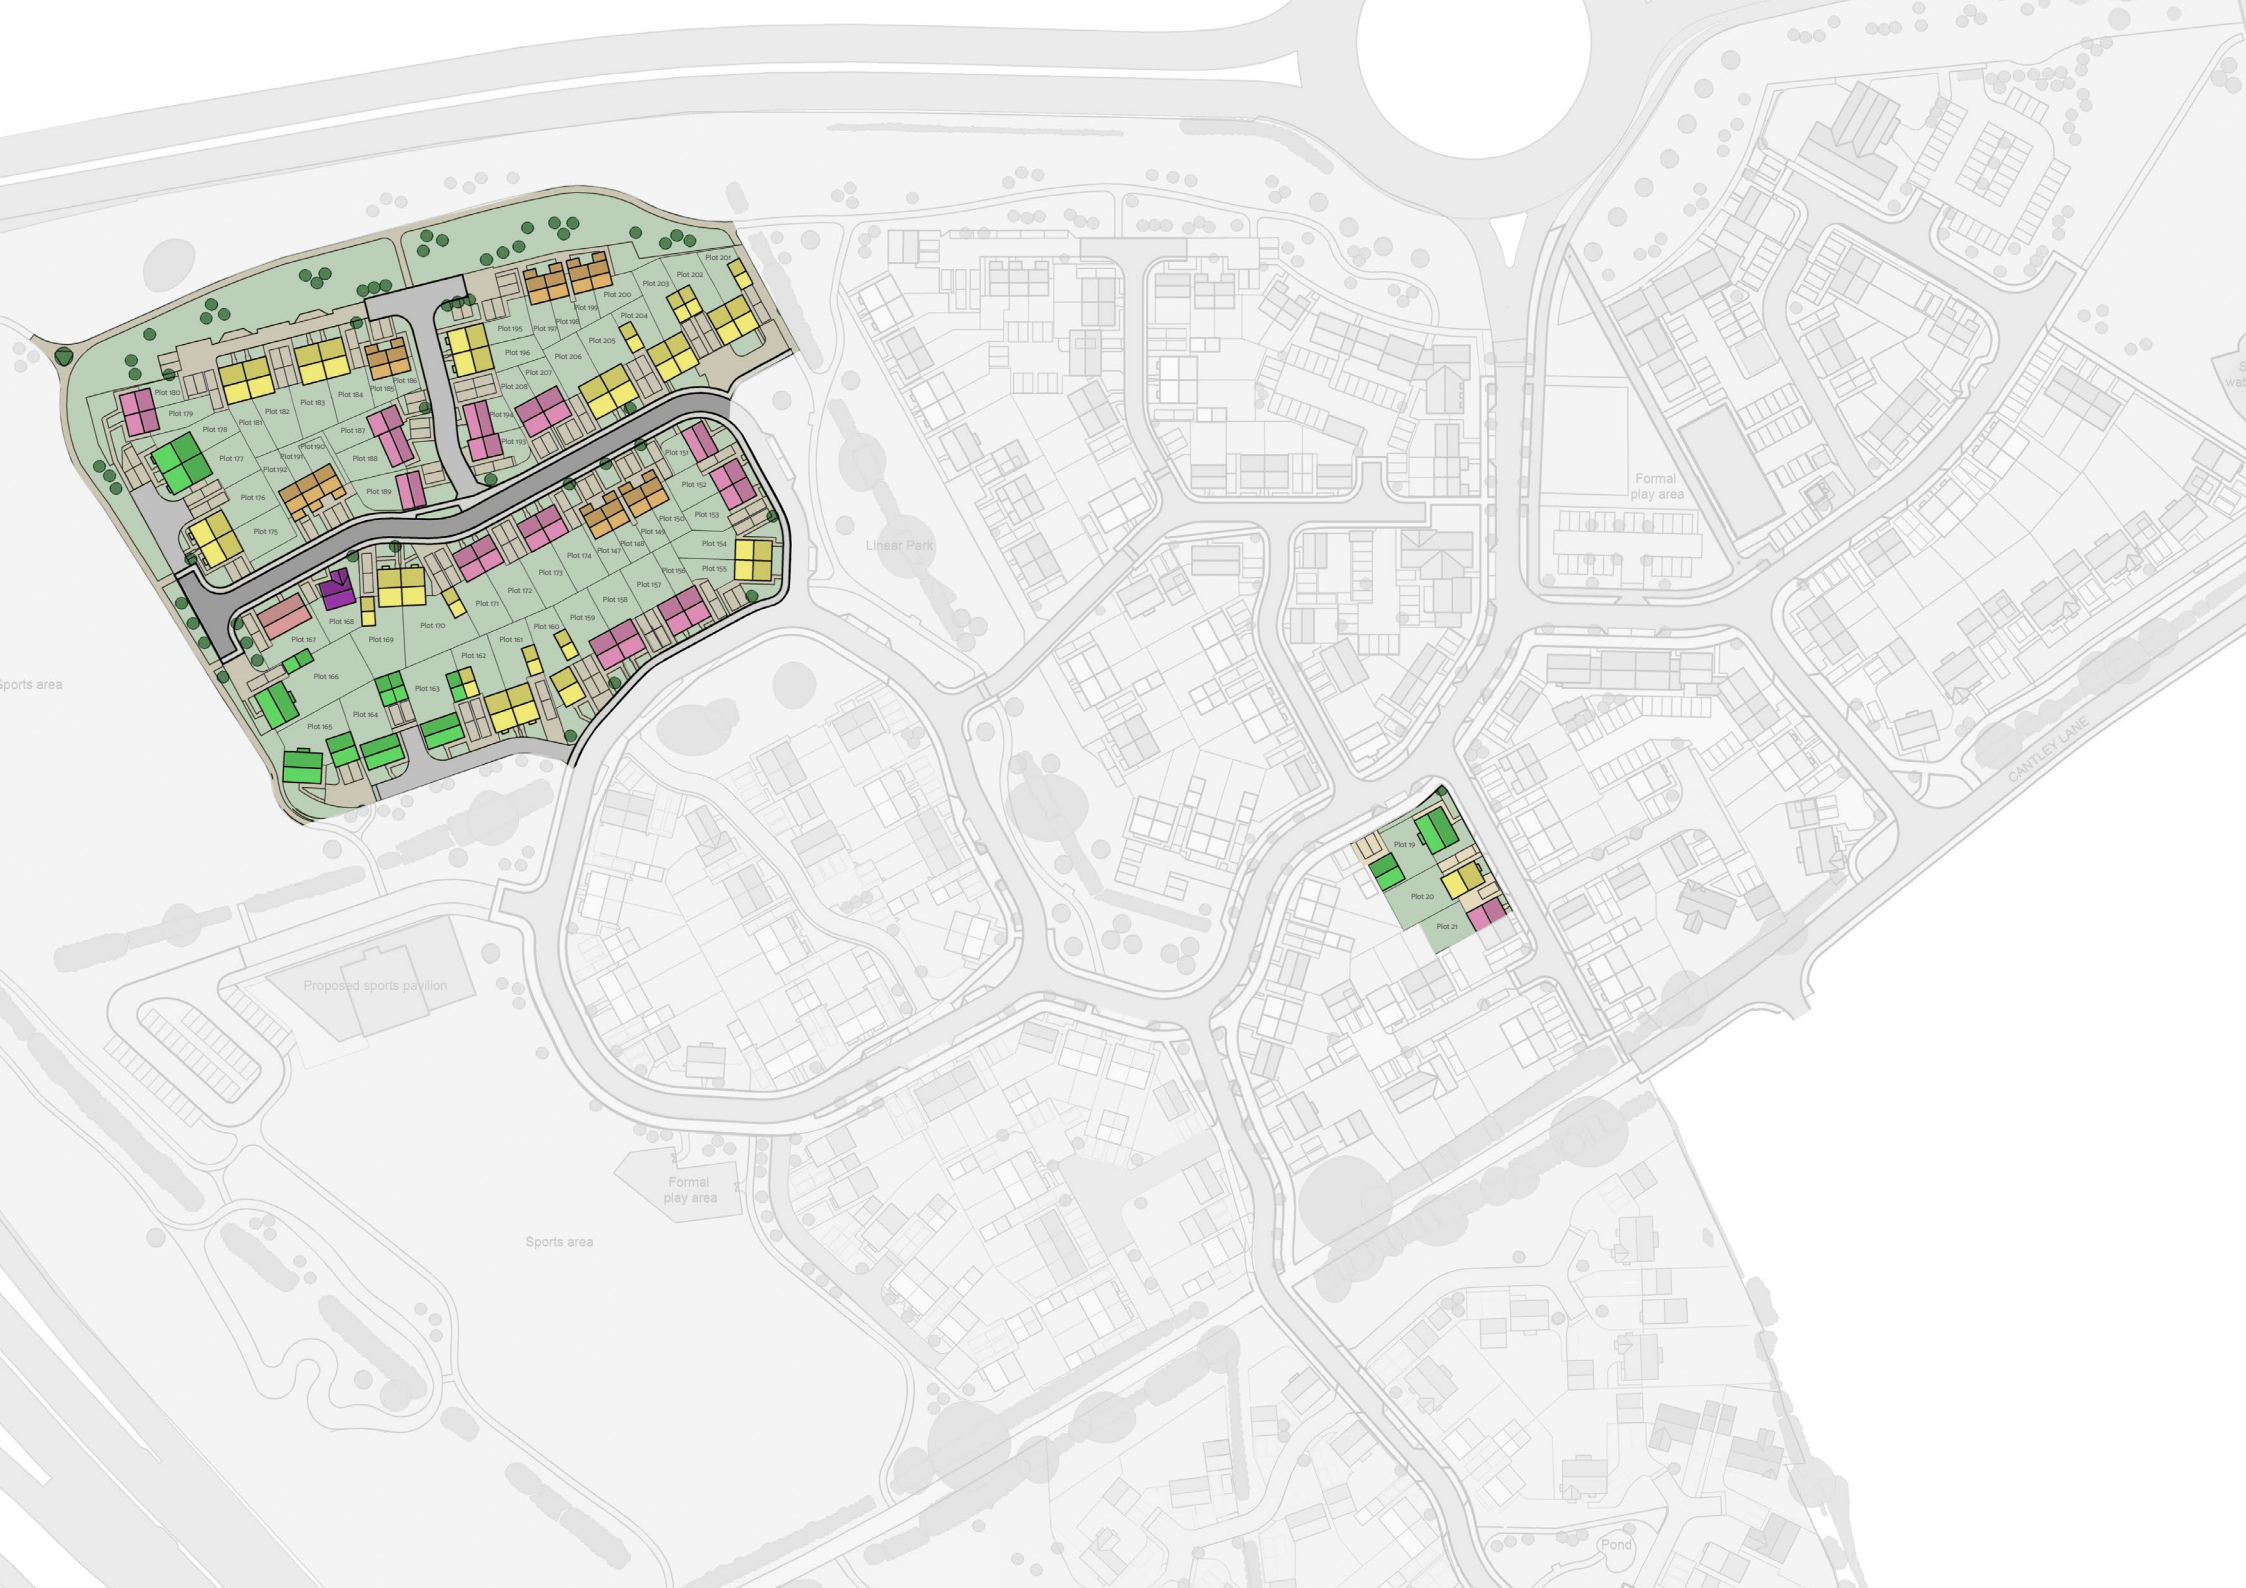 Plot 201
Plot 202
Plot 203
Plot 200
Plot 199
Plot 204
Plot 198
Plot 197
Plot 195
Plot 205
Plot 196
Plot 206
Plot 207
Plot 186
Plot 208
Plot 185
Plot 180
Plot 184
Plot 183
Plot 182
Plot 179
Plot 194
Plot 181
Plot 178
Plot 187
Plot 193
Plot 190
Plot 151
Plot 191
Plot 177
Plot 188
Plot 192
Plot 152
Plot 189
Plot 176
Plot 153
Plot 150
Plot 175
Plot 149
Plot 148
Plot 154
Plot 147
Plot 174
Plot 155
Plot 156
Plot 173
Plot 157
Plot 172
Plot 158
Plot 171
Plot 159
Plot 168
Plot 170
Plot 160
Plot 167
Plot 169
Plot 161
Plot 162
Plot 166
Plot 163
Plot 164
Plot 165
Plot 19
Plot 20
Plot 21
Linear Park
Formal
play area
Sports area
CANTLEY LANE
Proposed sports pavilion
Formal
play area
Sports area
Pond